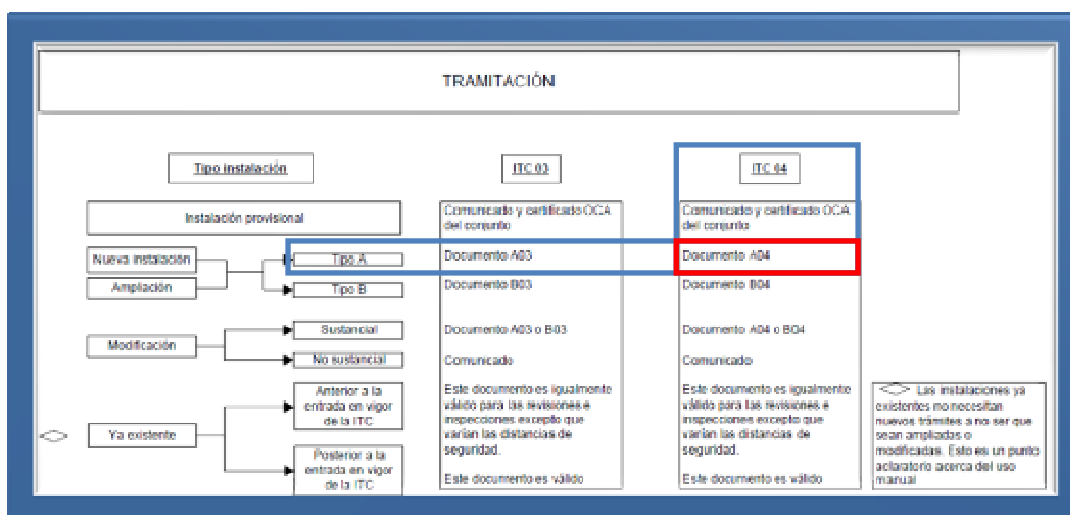 TRAMITACIÓN
Tipo instalación
ITC 03
ITC 04
Instalación provisional
Comunicado y certificado OCA
del conjunto
Comunicado y certificado OCA
del conjunto
Nueva instalación
Ampliación
Tipo A
Documento A03
Documento A04
Tipo B
Documento B03
Documento B04
Modificación
Sustancial
Documento A03 o B03
Documento A04 o BO4
No sustancial
Comunicado
Comunicado
Ya existente
Anterior a la
entrada en vigor
de la ITC
Este documento es igualmente
válido para las revisiones e
inspecciones excepto que
varían las distancias de
seguridad.
Este documento es igualmente
válido para las revisiones e
inspecciones excepto que
varían las distancias de
seguridad.
Posterior a la
entrada en vigor
de la ITC
Este documento es válido
Este documento es válido
Las instalaciones ya
existentes no necesitan
nuevos trámites a no ser que
sean ampliadas o
modificadas. Esto es un punto
aclaratorio acerca del uso
manual